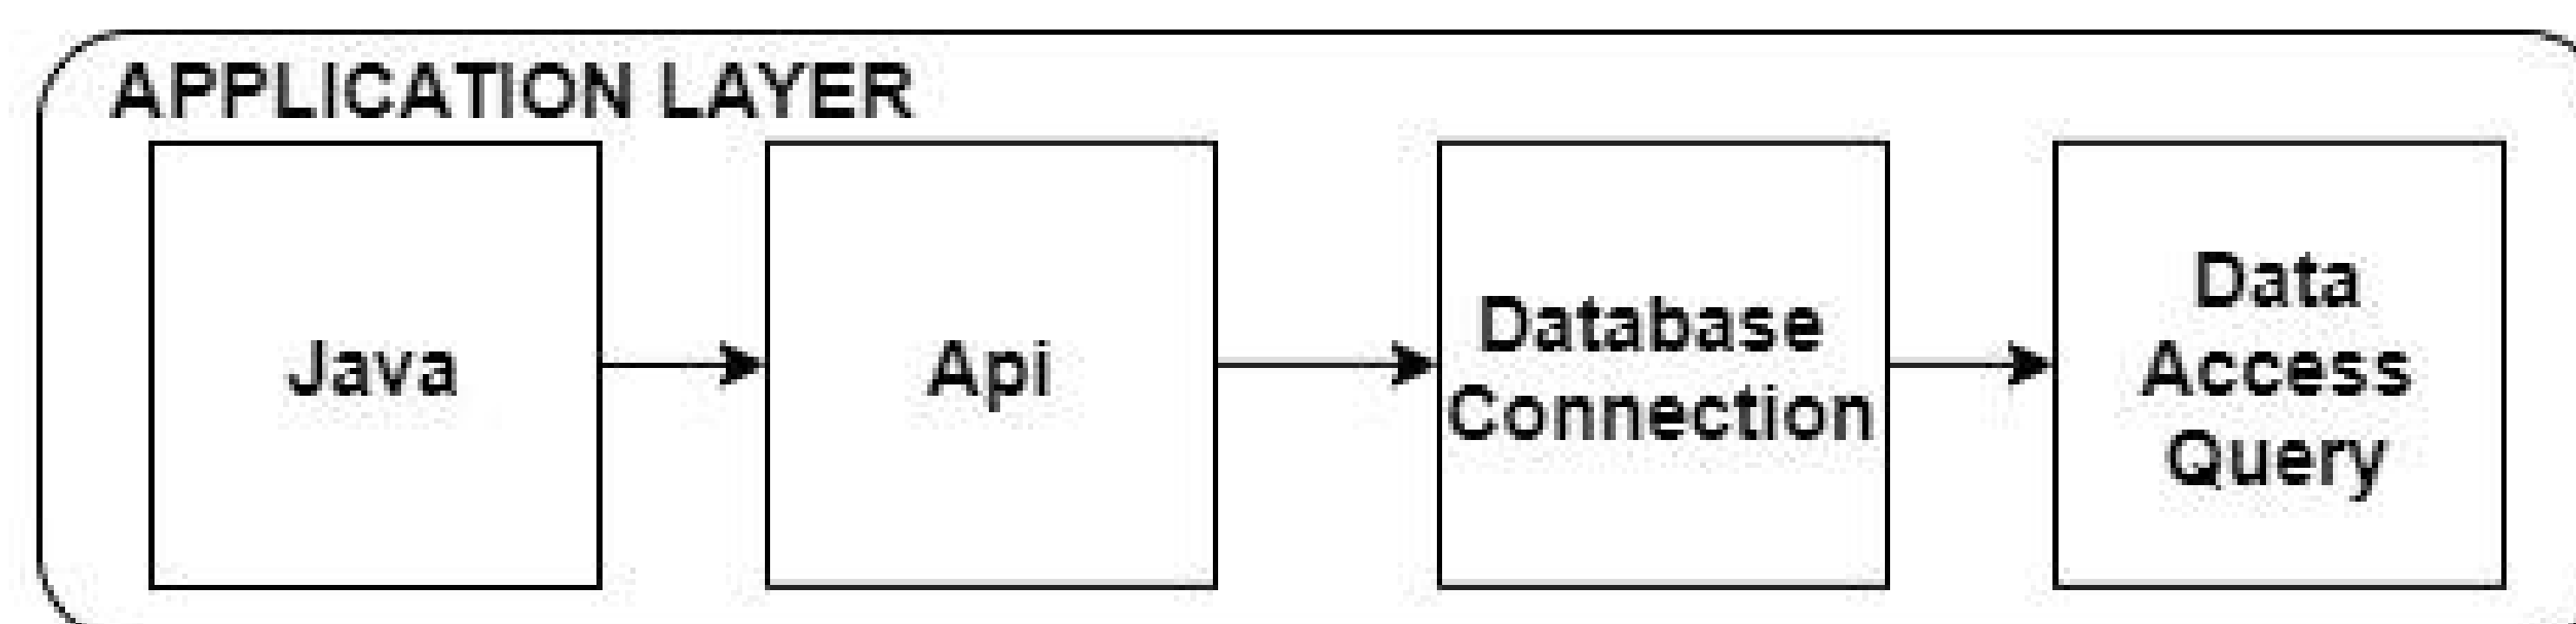 APPLICATION LAYER
Java
Api
Database
Connection
Data
Access
Query